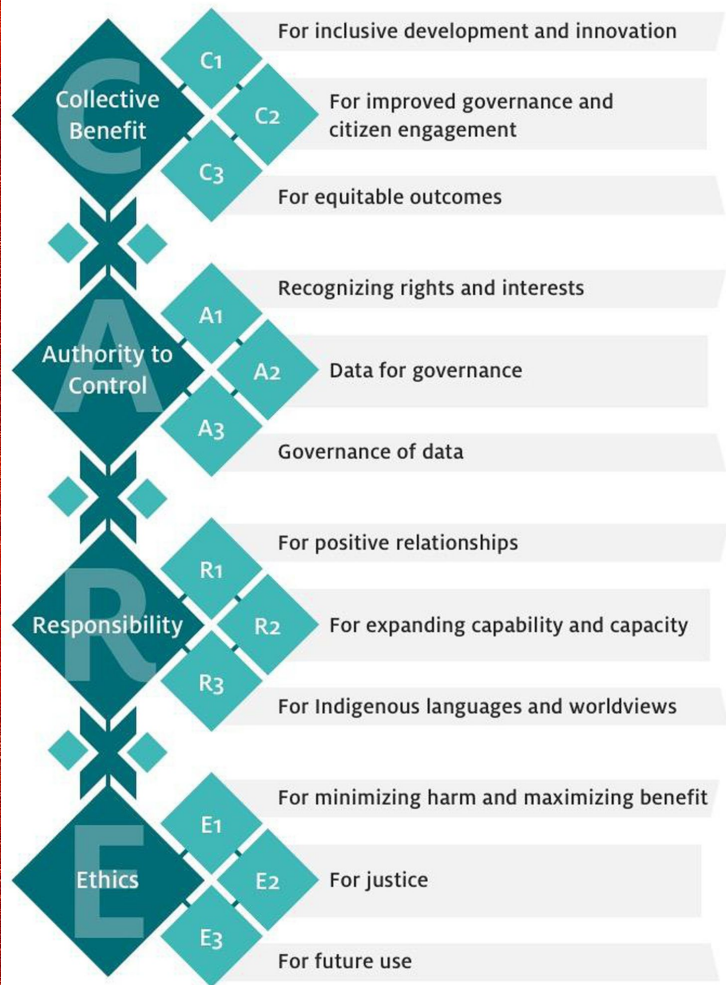 C
Collective
Benefit
C1
For inclusive development and innovation
C2
For improved governance and
citizen engagement
C3
For equitable outcomes
A
Authority to
Control
A1
Recognizing rights and interests
A2
Data for governance
A3
Governance of data
R
Responsibility
R1
For positive relationships
R2
For expanding capability and capacity
R3
For Indigenous languages and worldviews
E
Ethics
E1
For minimizing harm and maximizing benefit
E2
For justice
E3
For future use